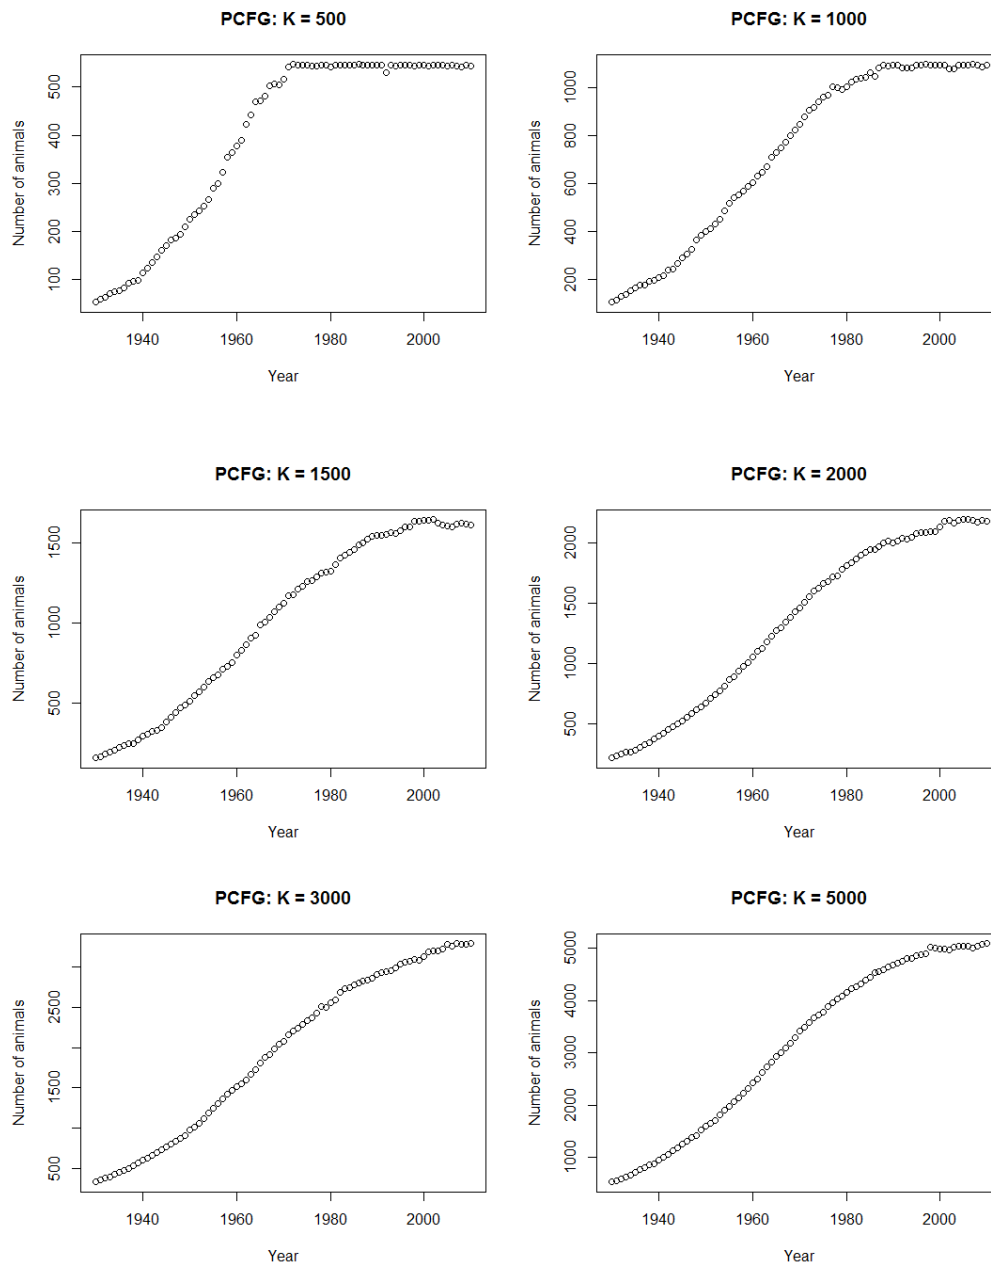 PCFG: K = 500
Number of animals
500
400
300
200
100
1940 1960 1980 2000
Year
PCFG: K = 1000
Number of animals
1000
800
600
400
200
1940 1960 1980 2000
Year
PCFG: K = 1500
Number of animals
1500
1000
500
1940 1960 1980 2000
Year
PCFG: K = 2000
Number of animals
2000
1500
1000
500
1940 1960 1980 2000
Year
PCFG: K = 3000
Number of animals
2500
1500
500
1940 1960 1980 2000
Year
PCFG: K = 5000
Number of animals
5000
4000
3000
2000
1000
1940 1960 1980 2000
Year